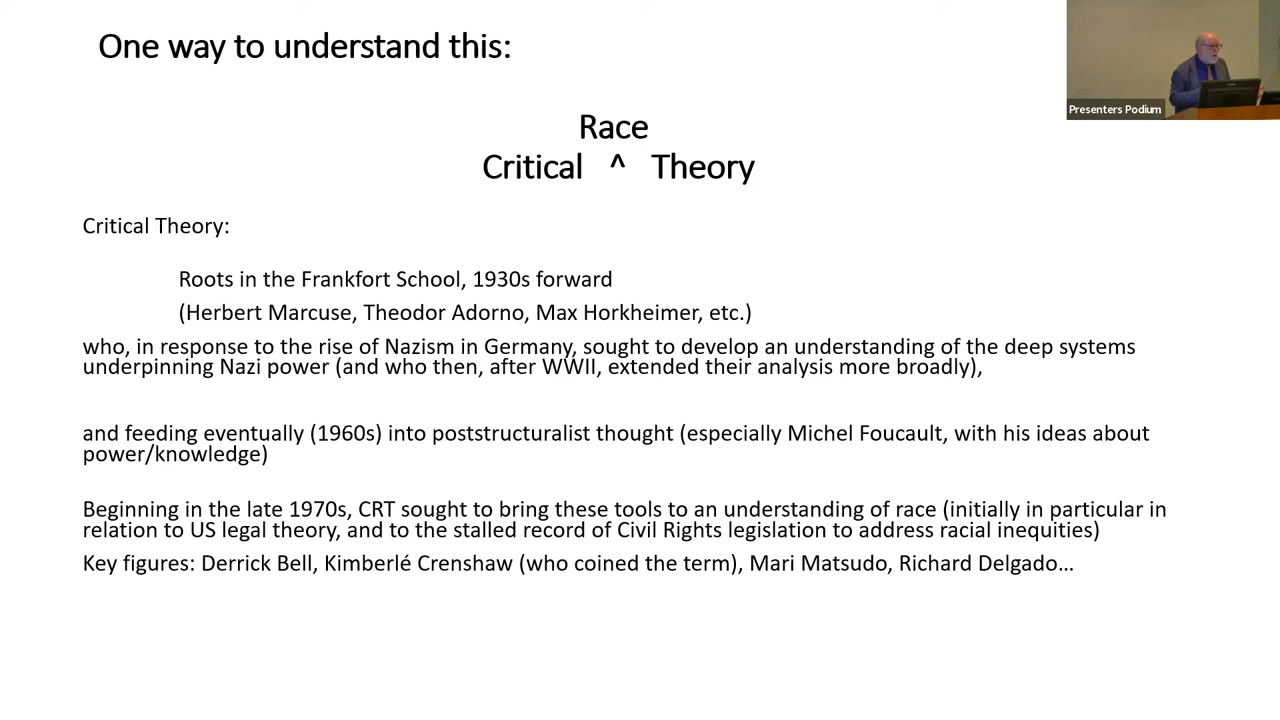 One way to understand this:
Presenters Podium
Race
Critical ^ Theory
Critical Theory:
Roots in the Frankfort School, 1930s forward
(Herbert Marcuse, Theodor Adorno, Max Horkheimer, etc.)
who, in response to the rise of Nazism in Germany, sought to develop an understanding of the deep systems
underpinning Nazi power (and who then, after WWII, extended their analysis more broadly),
and feeding eventually (1960s) into poststructuralist thought (especially Michel Foucault, with his ideas about
power/knowledge)
Beginning in the late 1970s, CRT sought to bring these tools to an understanding of race (initially in particular in
relation to US legal theory, and to the stalled record of Civil Rights legislation to address racial inequities)
Key figures: Derrick Bell, Kimberlé Crenshaw (who coined the term), Mari Matsudo, Richard Delgado…